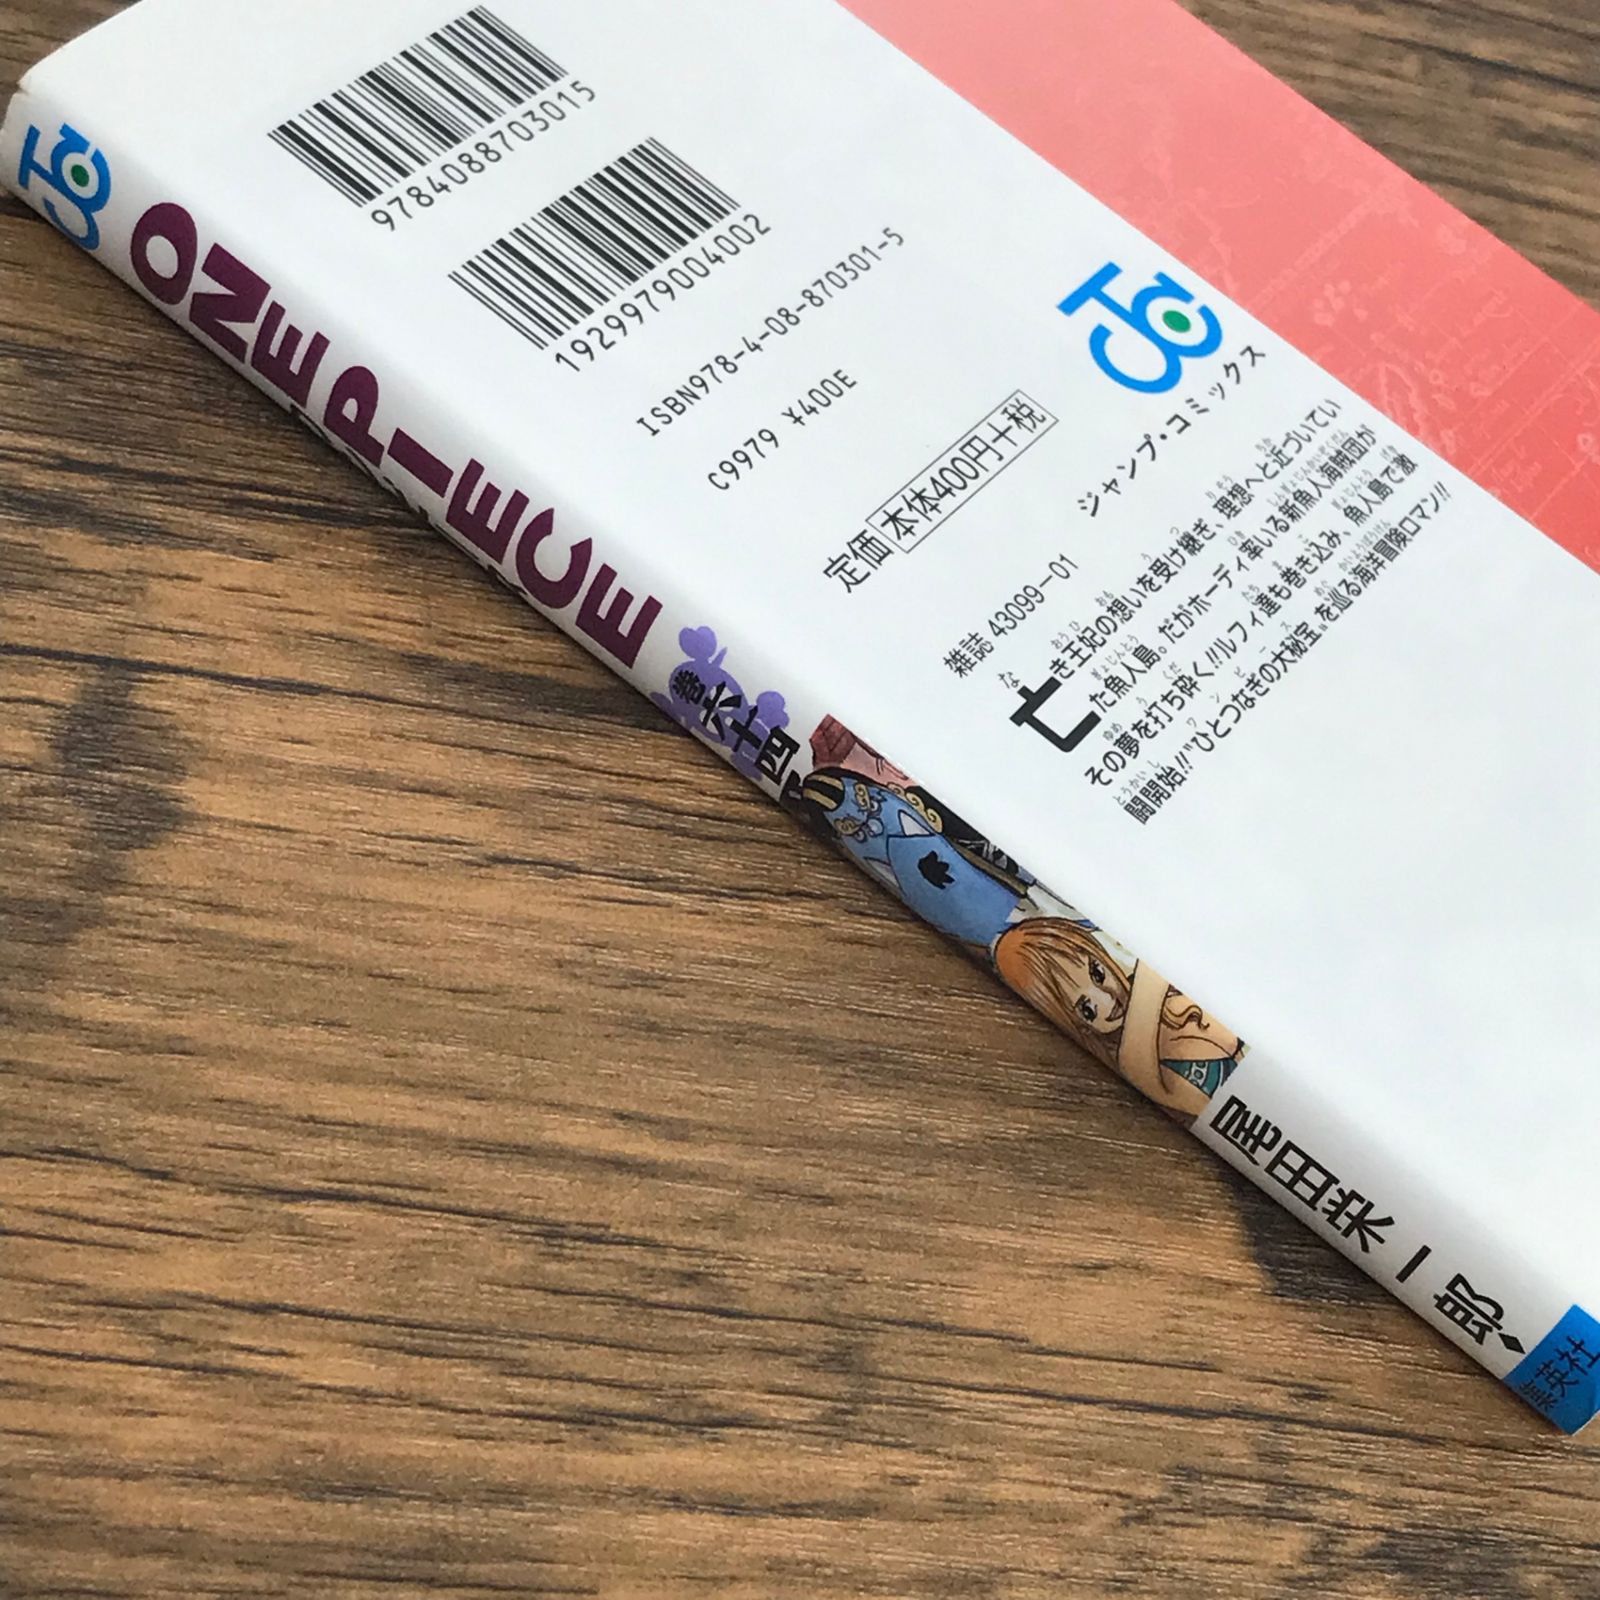 9784088703015
1929979004002
ISBN978-4-08-870301-5
C9979 ¥400E
定価 本体400円+税
雑誌 43099-01
ジャンプ・コミックス
亡き王妃の想いを受け継ぎ、理想へと近づいてい
た魚人島。だがホーディ率いる新魚人海賊団が
その夢を打ち砕く!!ルフィ達も巻き込み、魚人島で激
闘開始!!"ひとつなぎの大秘宝"を巡る海洋冒険ロマン!!
ONE PIECE
巻六十四
尾田栄一郎
集英社